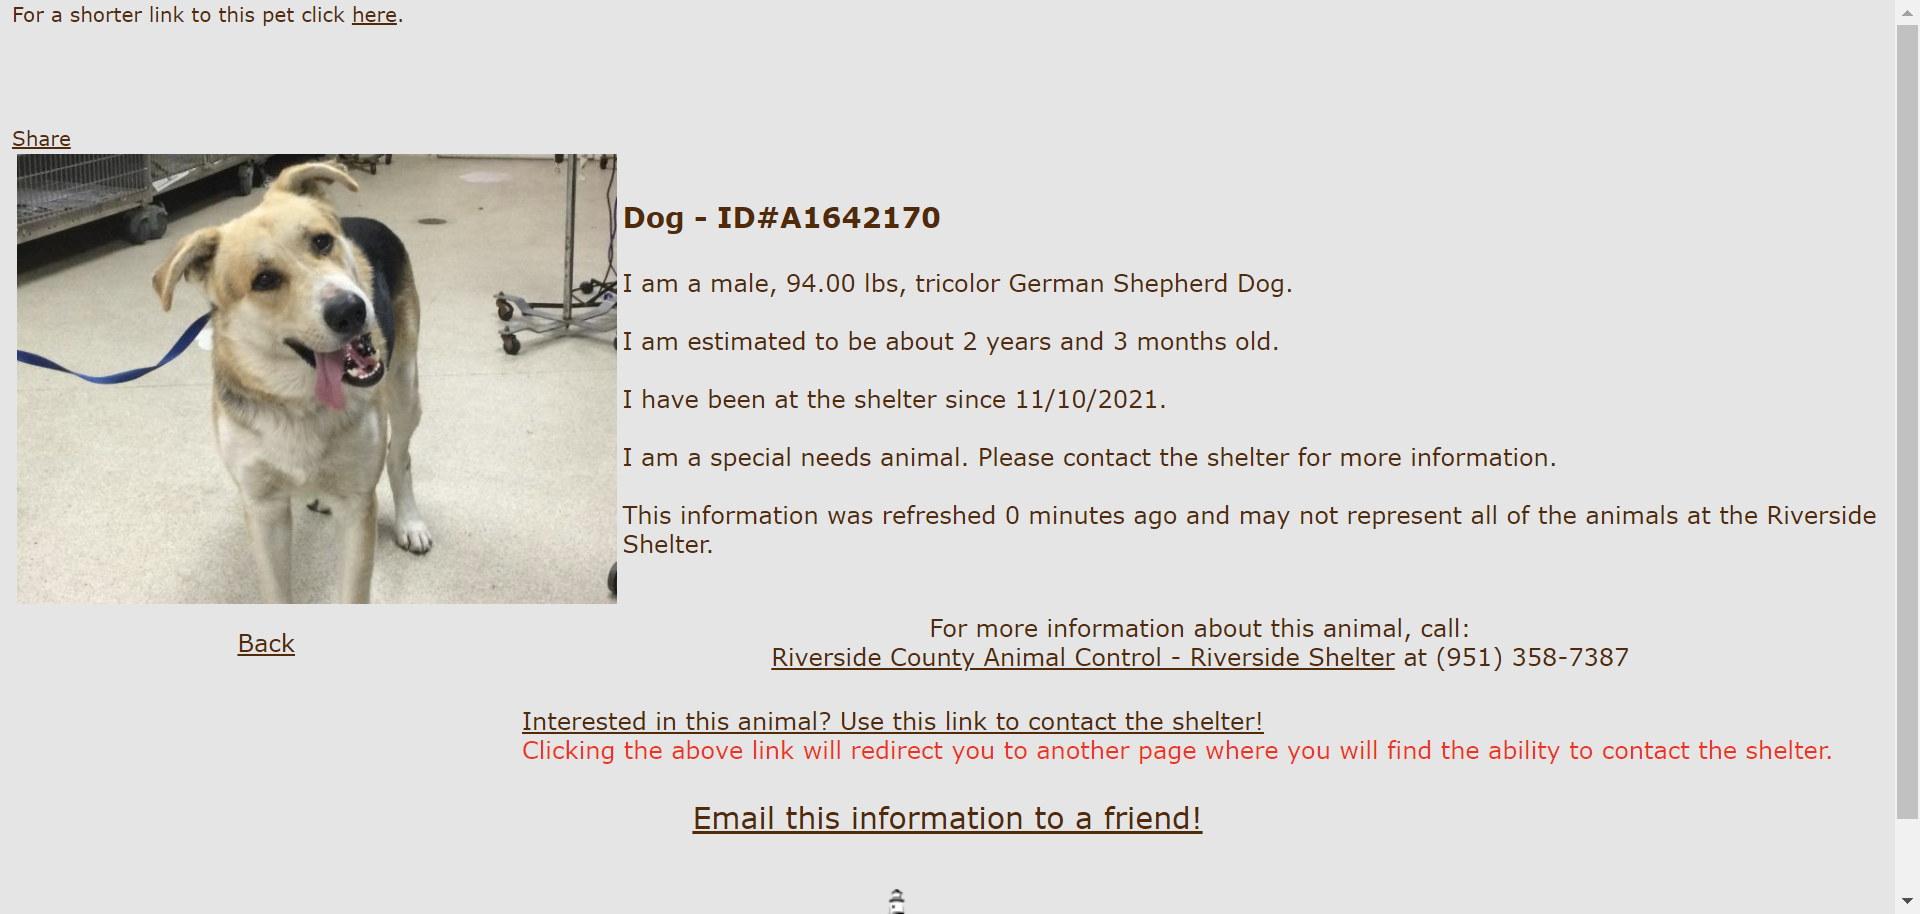 For a shorter link to this pet click here.
Share
Dog - ID#A1642170
I am a male, 94.00 lbs, tricolor German Shepherd Dog.
I am estimated to be about 2 years and 3 months old.
I have been at the shelter since 11/10/2021.
I am a special needs animal. Please contact the shelter for more information.
This information was refreshed 0 minutes ago and may not represent all of the animals at the Riverside
Shelter.
Back
For more information about this animal, call:
Riverside County Animal Control - Riverside Shelter at (951) 358-7387
Interested in this animal? Use this link to contact the shelter!
Clicking the above link will redirect you to another page where you will find the ability to contact the shelter.
Email this information to a friend!